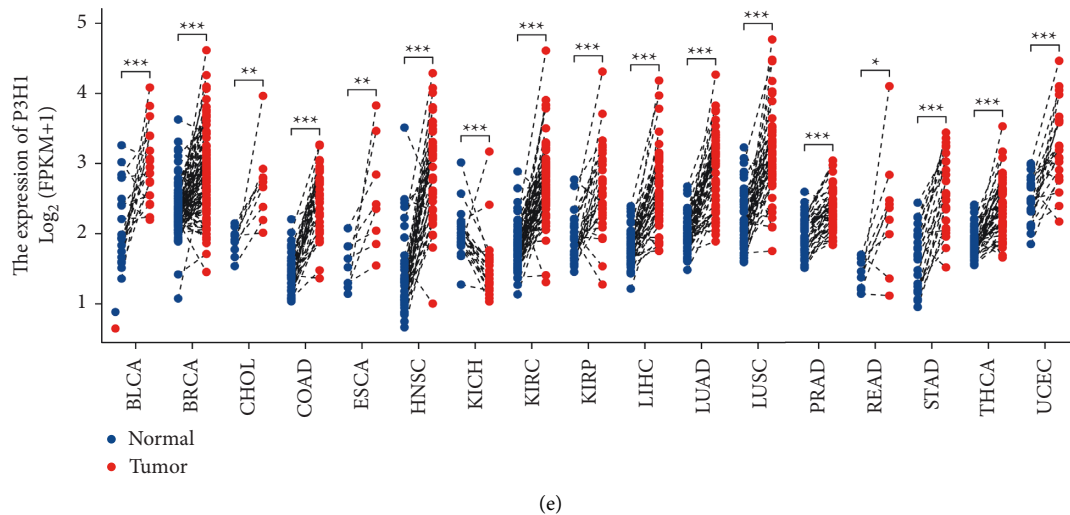 The expression of P3H1
Log₂ (FPKM+1)
5
4
3
2
1
***
***
**
***
**
***
***
***
***
***
***
***
***
*
***
***
***
BLCA
BRCA
CHOL
COAD
ESCA
HNSC
KICH
KIRC
KIRP
LIHC
LUAD
LUSC
PRAD
READ
STAD
THCA
UCEC
Normal
Tumor
(e)